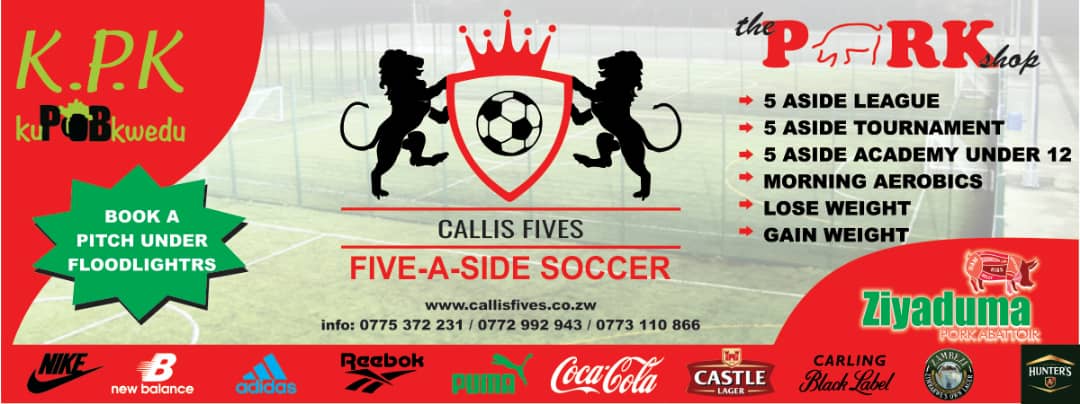 K.P.K
kuPUBkwedu
BOOK A
PITCH UNDER
FLOODLIGHTRS
CALLIS FIVES
FIVE-A-SIDE SOCCER
www.callisfives.co.zw
info: 0775 372 231 / 0772 992 943 / 0773 110 866
the PORK shop
5 ASIDE LEAGUE
5 ASIDE TOURNAMENT
5 ASIDE ACADEMY UNDER 12
MORNING AEROBICS
LOSE WEIGHT
GAIN WEIGHT
Ziyaduma
PORK ABATTOIR
NIKE
new balance
adidas
Reebok
PUMA
Coca-Cola
CASTLE
LAGER
CARLING
Black Label
ZAMBEZI
HUNTER'S